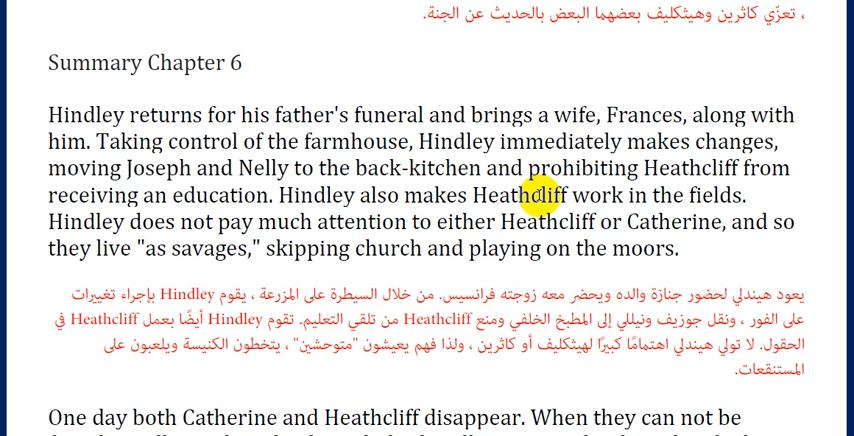 ، تعزّي كاثرين وهيثكليف بعضهما البعض بالحديث عن الجنة.
Summary Chapter 6
Hindley returns for his father's funeral and brings a wife, Frances, along with
him. Taking control of the farmhouse, Hindley immediately makes changes,
moving Joseph and Nelly to the back-kitchen and prohibiting Heathcliff from
receiving an education. Hindley also makes Heathcliff work in the fields.
Hindley does not pay much attention to either Heathcliff or Catherine, and so
they live "as savages," skipping church and playing on the moors.
يعود هيندلي لحضور جنازة والده ويحضر معه زوجته فرانسيس. من خلال السيطرة على المزرعة ، يقوم Hindley بإجراء تغييرات
على الفور ، ونقل جوزيف ونيللي إلى المطبخ الخلفي ومنع Heathcliff من تلقي التعليم. تقوم Hindley أيضًا بعمل Heathcliff في
الحقول. لا تولي هيندلي اهتمامًا كبيرًا لهيثكليف أو كاثرين ، ولذا فهم يعيشون "متوحشين" ، يتخطون الكنيسة ويلعبون على
المستنقعات.
One day both Catherine and Heathcliff disappear. When they can not be